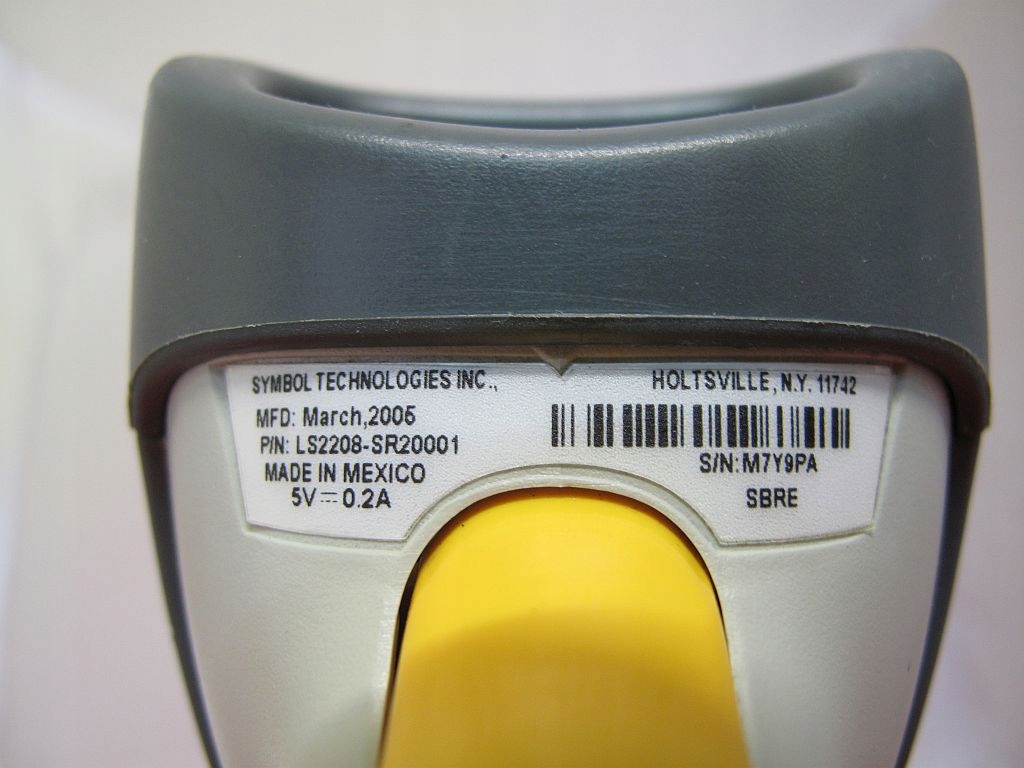 SYMBOL TECHNOLOGIES INC.,
HOLTSVILLE, N.Y. 11742
MFD: March,2005
P/N: LS2208-SR20001
MADE IN MEXICO
5V⎓0.2A
S/N: M7Y9PA
SBRE